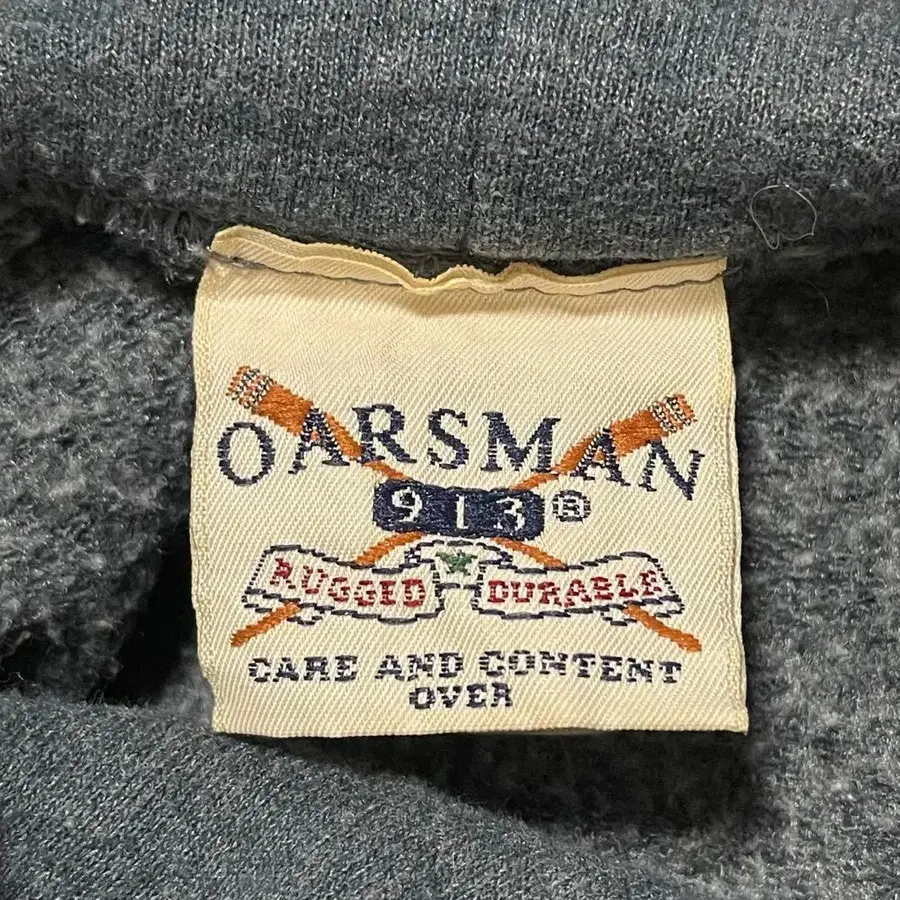 OARSMAN
913®
RUGGED DURABLE
CARE AND CONTENT
OVER